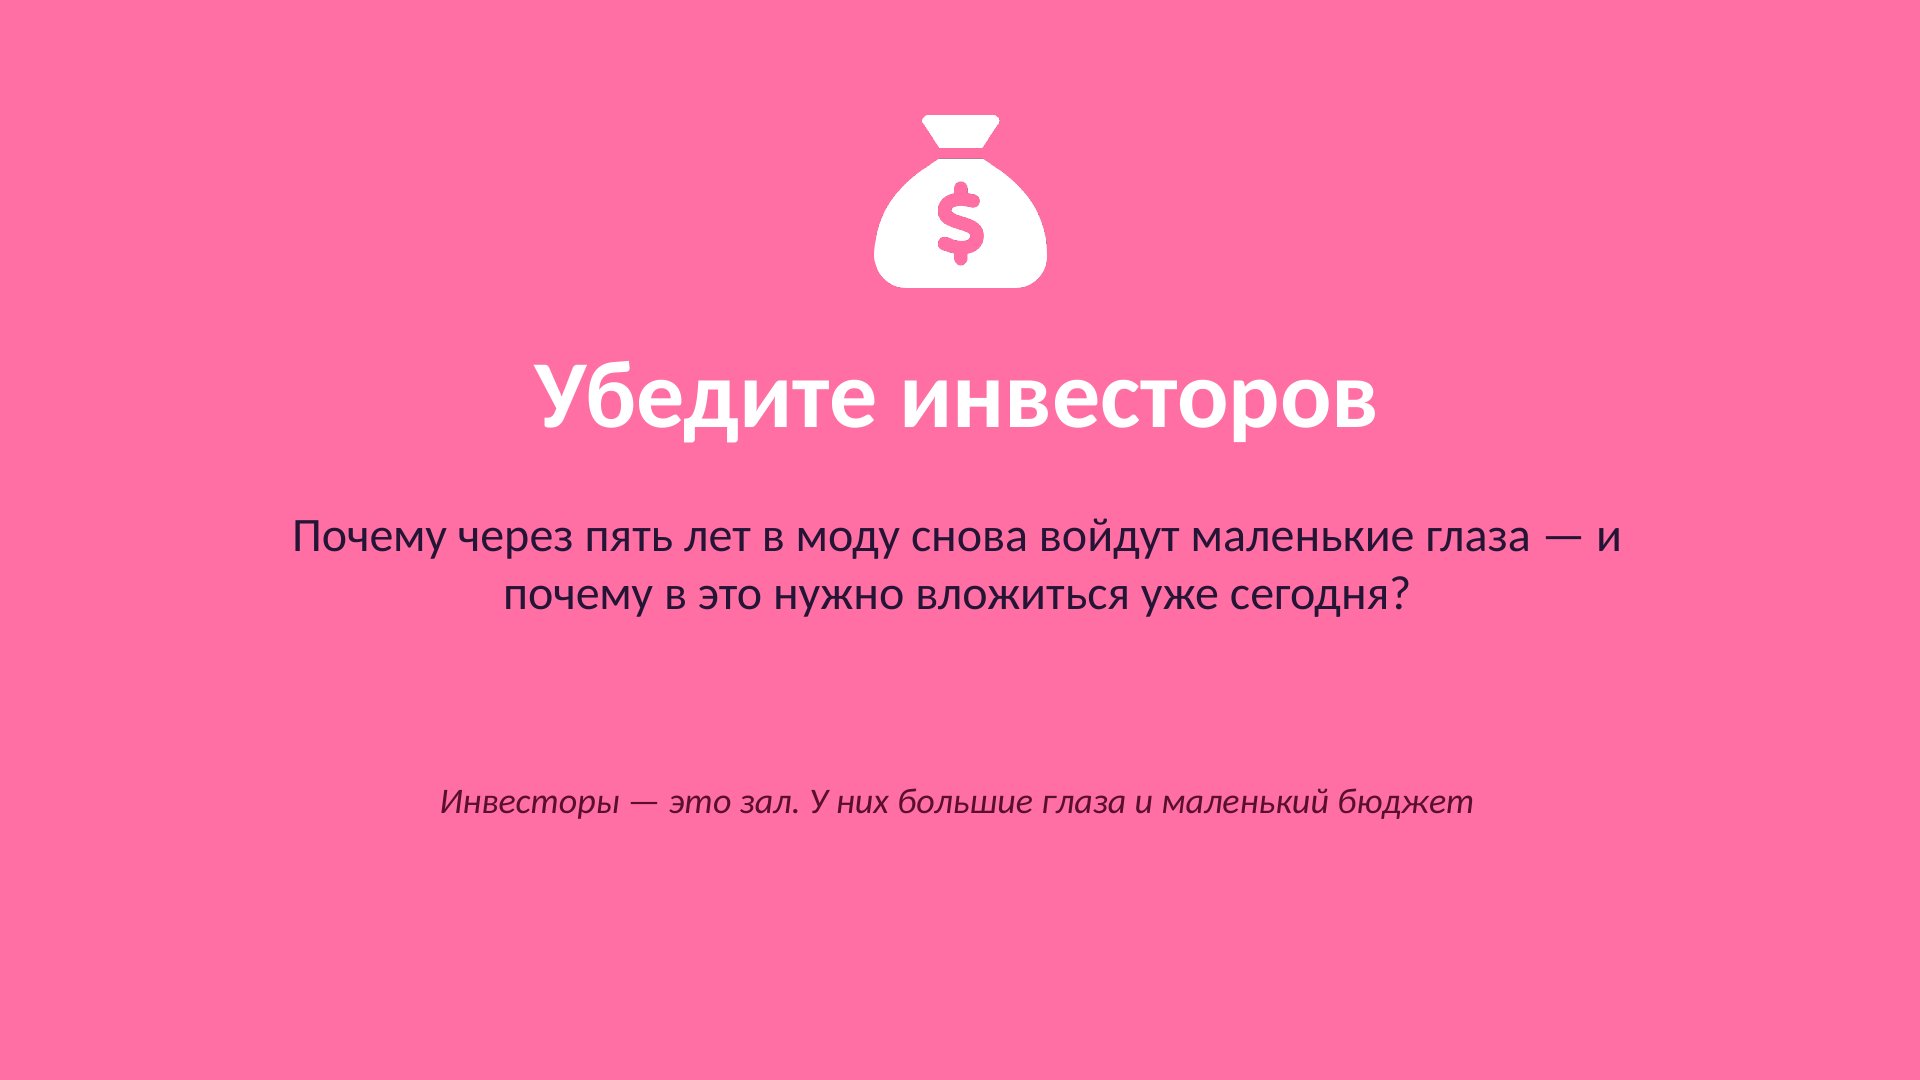 $
Убедите инвесторов
Почему через пять лет в моду снова войдут маленькие глаза — и
почему в это нужно вложиться уже сегодня?
Инвесторы — это зал. У них большие глаза и маленький бюджет